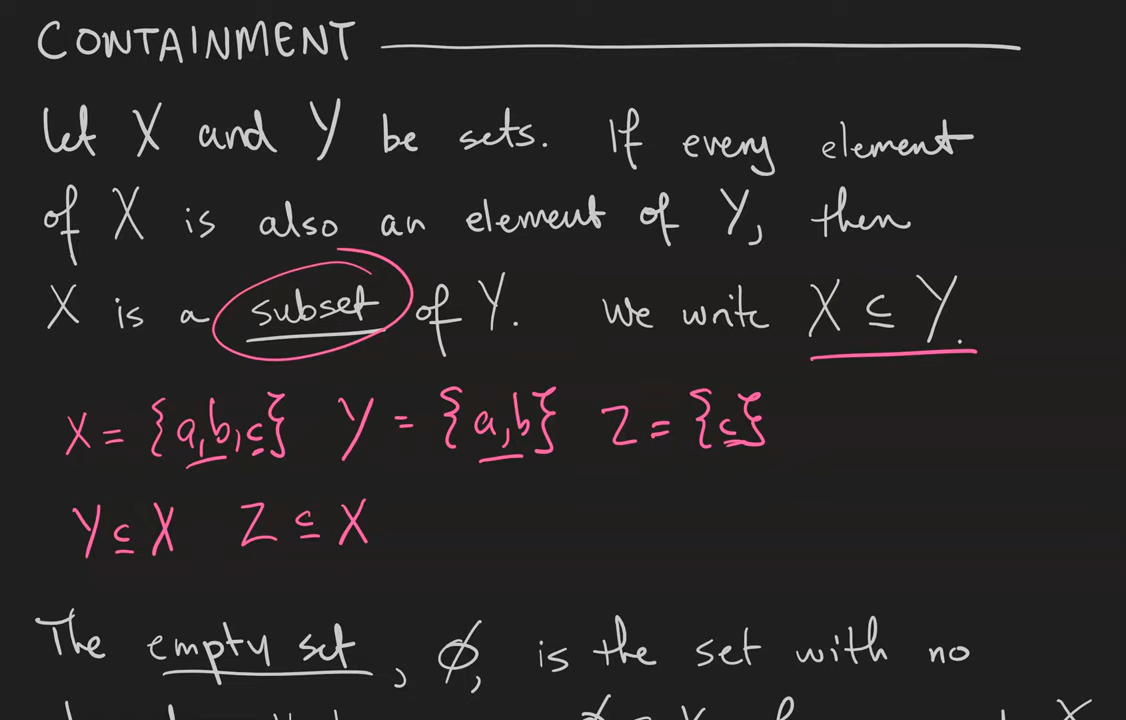 CONTAINMENT
Let X and Y be sets. If every element
of X is also an element of Y, then
X is a subset of Y. We write X ⊆ Y.
X = {a,b,c} Y = {a,b} Z = {c}
Y ⊆ X Z ⊆ X
The empty set, ∅, is the set with no